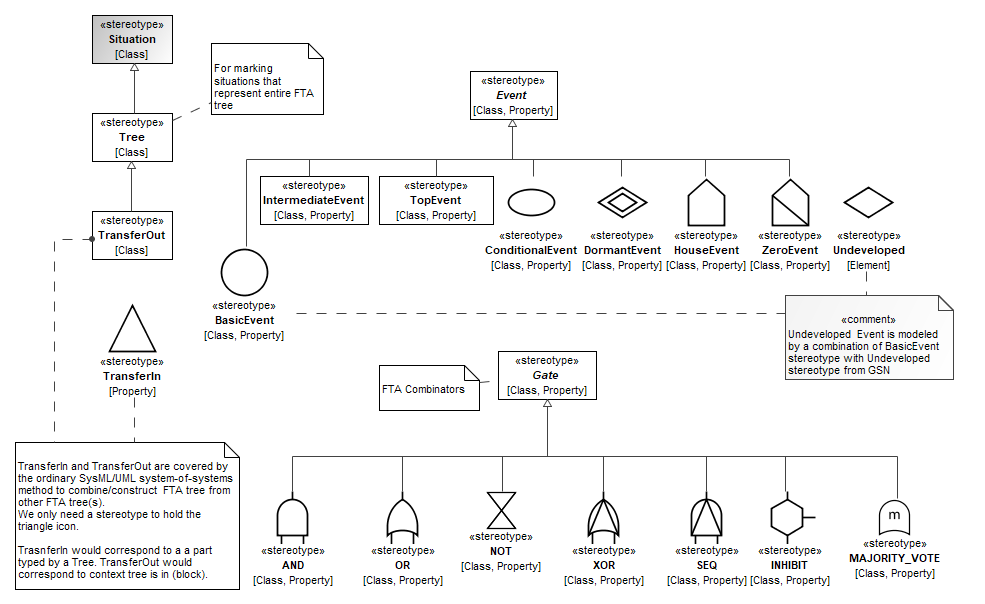 «stereotype»
Situation
[Class]
For marking
situations that
represent entire FTA
tree
«stereotype»
Tree
[Class]
«stereotype»
TransferOut
[Class]
«stereotype»
TransferIn
[Property]
TransferIn and TransferOut are covered by
the ordinary SysML/UML system-of-systems
method to combine/construct FTA tree from
other FTA tree(s).
We only need a stereotype to hold the
triangle icon.
TrasnferIn would correspond to a a part
typed by a Tree. TransferOut would
correspond to context tree is in (block).
«stereotype»
Event
[Class, Property]
«stereotype»
IntermediateEvent
[Class, Property]
«stereotype»
TopEvent
[Class, Property]
«stereotype»
ConditionalEvent
[Class, Property]
«stereotype»
DormantEvent
[Class, Property]
«stereotype»
HouseEvent
[Class, Property]
«stereotype»
ZeroEvent
[Class, Property]
«stereotype»
Undeveloped
[Element]
«stereotype»
BasicEvent
[Class, Property]
«comment»
Undeveloped Event is modeled
by a combination of BasicEvent
stereotype with Undeveloped
stereotype from GSN
FTA Combinators
«stereotype»
Gate
[Class, Property]
«stereotype»
AND
[Class, Property]
«stereotype»
OR
[Class, Property]
«stereotype»
NOT
[Class, Property]
«stereotype»
XOR
[Class, Property]
«stereotype»
SEQ
[Class, Property]
«stereotype»
INHIBIT
[Class, Property]
m
«stereotype»
MAJORITY_VOTE
[Class, Property]